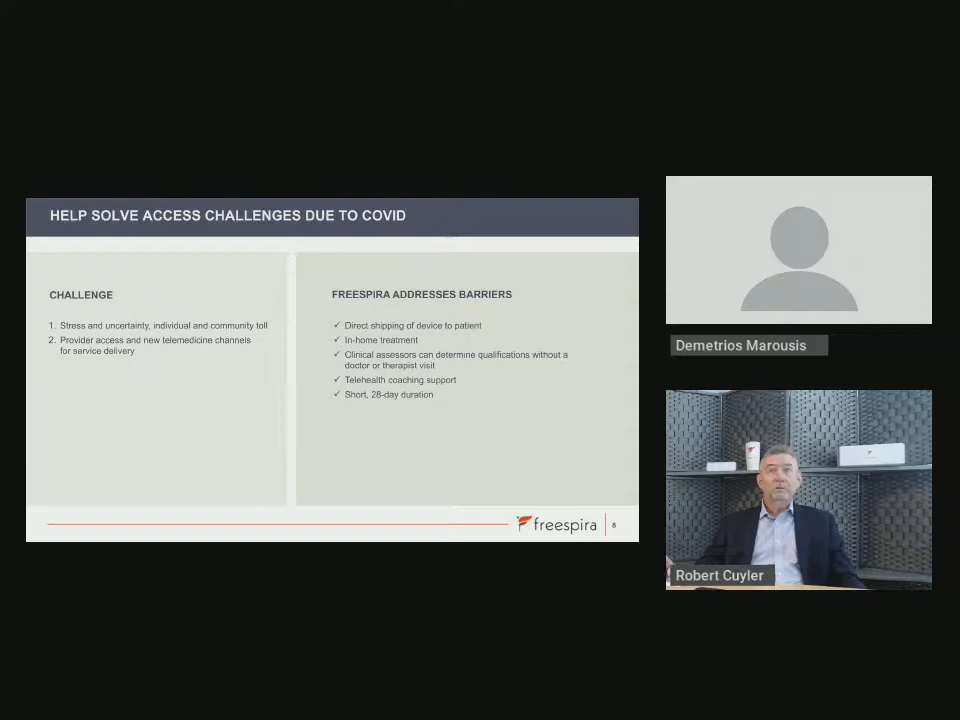 HELP SOLVE ACCESS CHALLENGES DUE TO COVID
CHALLENGE
1. Stress and uncertainty, individual and community toll
2. Provider access and new telemedicine channels
for service delivery
FREESPIRA ADDRESSES BARRIERS
✓ Direct shipping of device to patient
✓ In-home treatment
✓ Clinical assessors can determine qualifications without a
doctor or therapist visit
✓ Telehealth coaching support
✓ Short, 28-day duration
freespira
8
Demetrios Marousis
Robert Cuyler